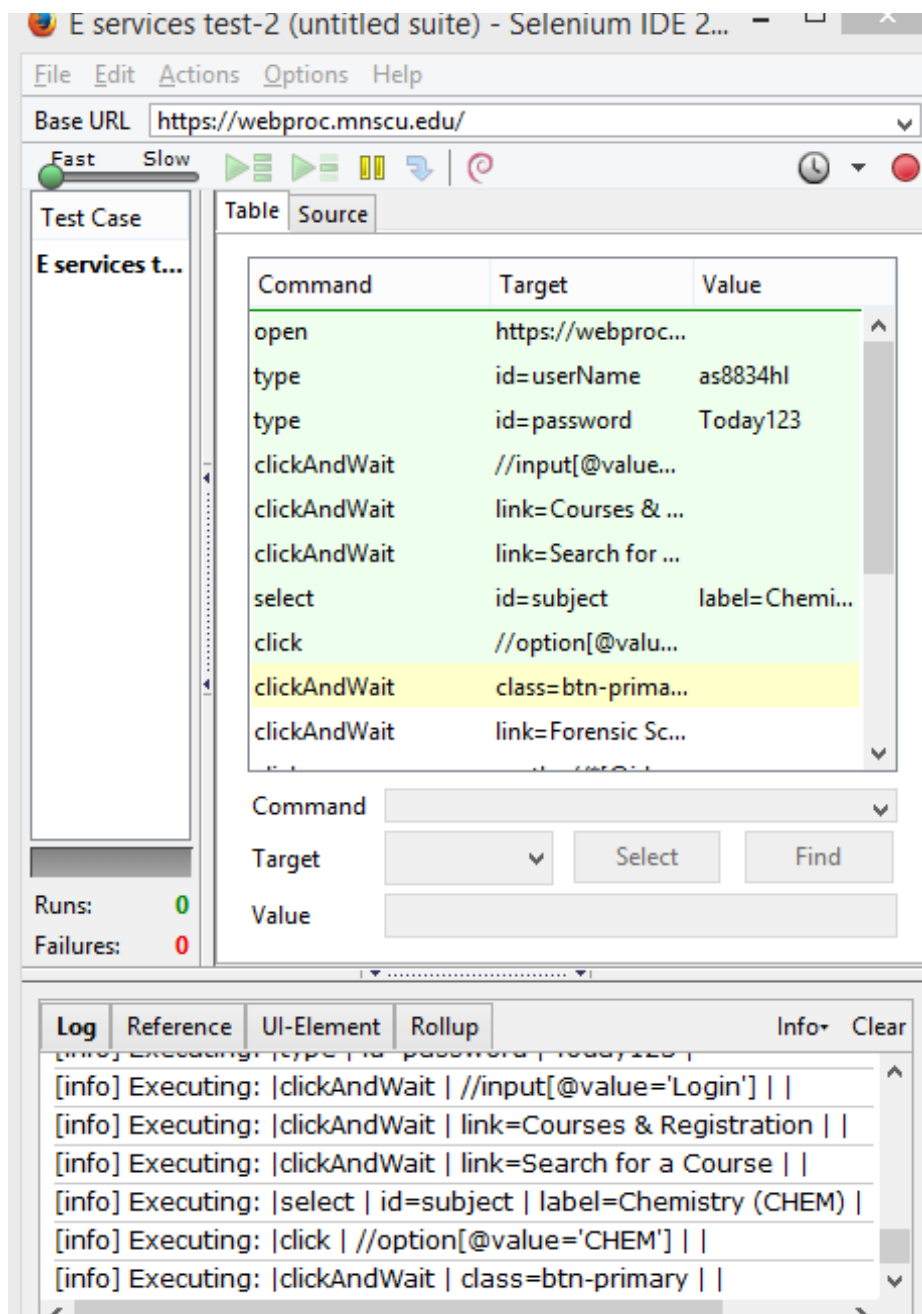 E services test-2 (untitled suite) - Selenium IDE 2...
File Edit Actions Options Help
Base URL https://webproc.mnscu.edu/
Fast Slow
Test Case
E services t...
Table Source
Command Target Value
open https://webproc...
type id=userName as8834hl
type id=password Today123
clickAndWait //input[@value...
clickAndWait link=Courses & ...
clickAndWait link=Search for ...
select id=subject label=Chemi...
click //option[@valu...
clickAndWait class=btn-prima...
clickAndWait link=Forensic Sc...
Command
Target Select Find
Value
Runs: 0
Failures: 0
Log Reference UI-Element Rollup Info Clear
[info] Executing: |type | id=password | Today123 |
[info] Executing: |clickAndWait | //input[@value='Login'] | |
[info] Executing: |clickAndWait | link=Courses & Registration | |
[info] Executing: |clickAndWait | link=Search for a Course | |
[info] Executing: |select | id=subject | label=Chemistry (CHEM) |
[info] Executing: |click | //option[@value='CHEM'] | |
[info] Executing: |clickAndWait | class=btn-primary | |